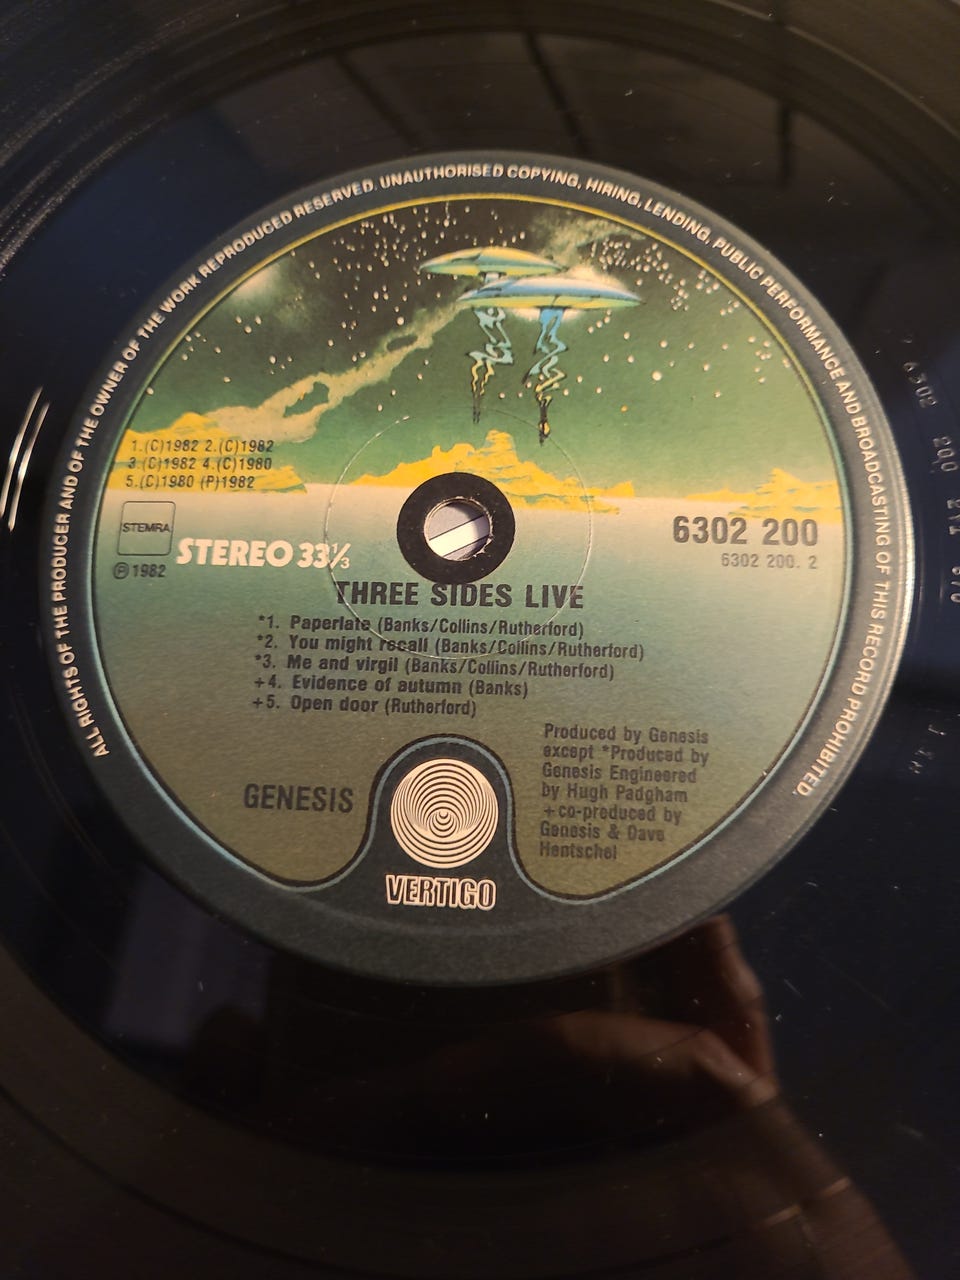 ALL RIGHTS OF THE PRODUCER AND OF THE OWNER OF THE WORK REPRODUCED RESERVED. UNAUTHORISED COPYING, HIRING, LENDING, PUBLIC PERFORMANCE AND BROADCASTING OF THIS RECORD PROHIBITED.
1.(C)1982 2.(C)1982
3.(C)1982 4.(C)1980
5.(C)1980 (P)1982
STEMRA
STEREO 33⅓
Ⓟ 1982
6302 200
6302 200. 2
THREE SIDES LIVE
*1. Paperlate (Banks/Collins/Rutherford)
*2. You might recall (Banks/Collins/Rutherford)
*3. Me and virgil (Banks/Collins/Rutherford)
+4. Evidence of autumn (Banks)
+5. Open door (Rutherford)
Produced by Genesis
except *Produced by
Genesis Engineered
by Hugh Padgham
+co-produced by
Genesis & Dave
Hentschel
GENESIS
VERTIGO
6302 200